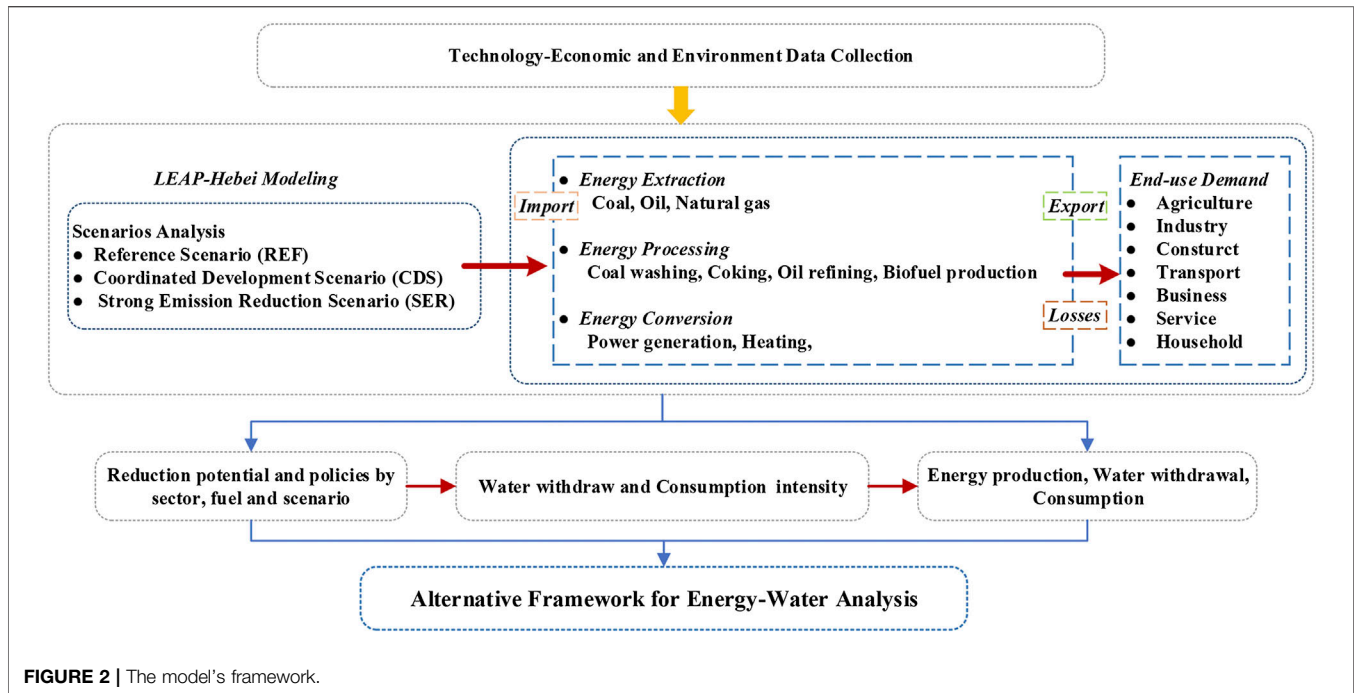 Technology-Economic and Environment Data Collection
LEAP-Hebei Modeling
Scenarios Analysis
● Reference Scenario (REF)
● Coordinated Development Scenario (CDS)
● Strong Emission Reduction Scenario (SER)
Import
● Energy Extraction
Coal, Oil, Natural gas
● Energy Processing
Coal washing, Coking, Oil refining, Biofuel production
● Energy Conversion
Power generation, Heating,
Export
Losses
End-use Demand
● Agriculture
● Industry
● Consturct
● Transport
● Business
● Service
● Household
Reduction potential and policies by
sector, fuel and scenario
Water withdraw and Consumption intensity
Energy production, Water withdrawal,
Consumption
Alternative Framework for Energy-Water Analysis
FIGURE 2 | The model's framework.